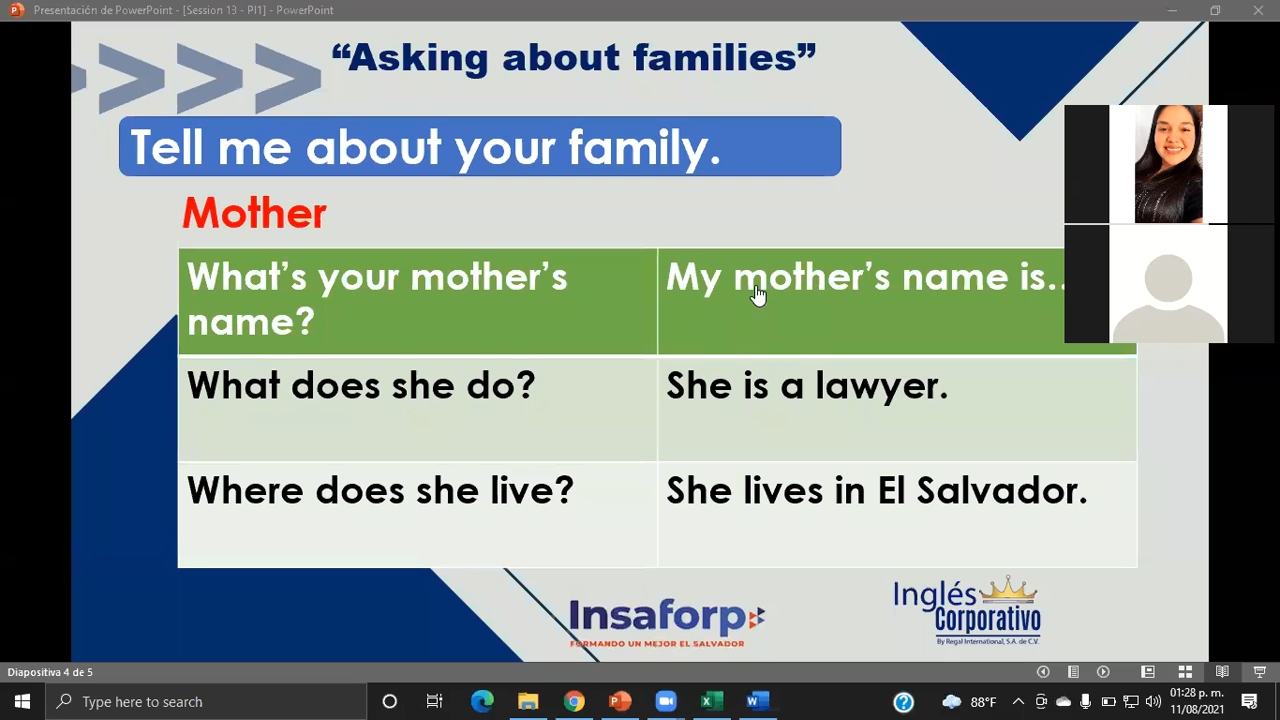 Presentación de PowerPoint - [Session 13 - PI1] - PowerPoint
“Asking about families”
Tell me about your family.
Mother
What’s your mother’s
name?
My mother’s name is..
What does she do?
She is a lawyer.
Where does she live?
She lives in El Salvador.
Insaforp
FORMANDO UN MEJOR EL SALVADOR
Inglés
Corporativo
By Regal International, S.A. de C.V.
Diapositiva 4 de 5
Type here to search
88°F
01:28 p. m.
11/08/2021